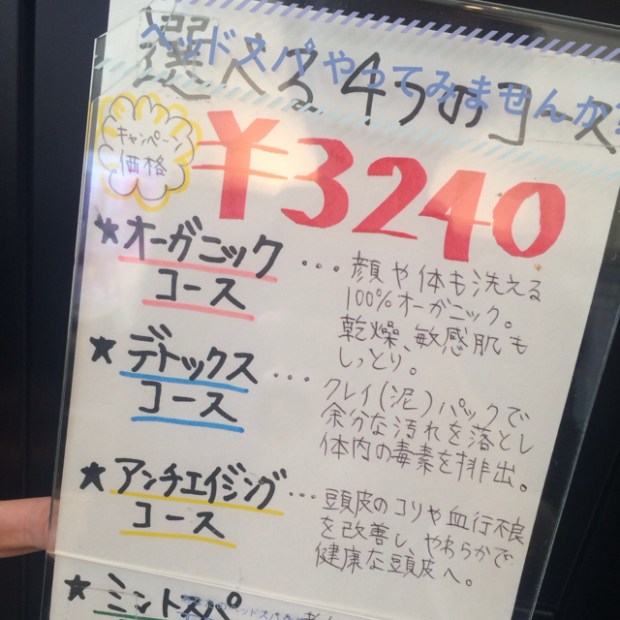 ヘッドスパやってみませんか?
選べる4つのコース
キャンペーン
価格
¥3240
★オーガニック
コース
... 顔や体も洗える
100%オーガニック。
乾燥、敏感肌も
しっとり。
★デトックス
コース
... クレイ(泥)パックで
余分な汚れを落とし
体内の毒素を排出。
★アンチエイジング
コース
... 頭皮のコリや血行不良
を改善し、やわらかで
健康な頭皮へ。
★ミントスパ